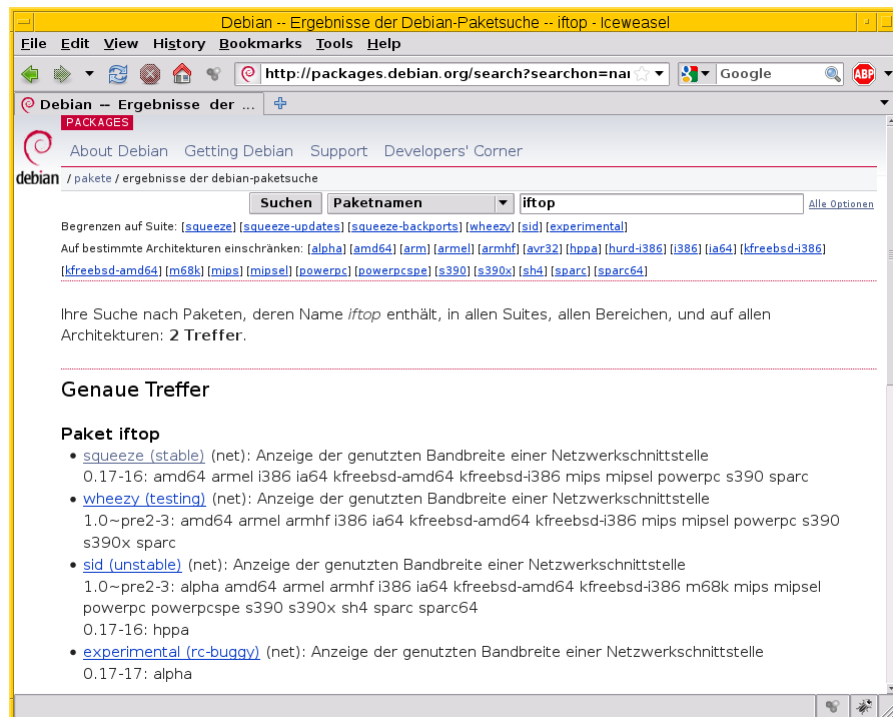 Debian -- Ergebnisse der Debian-Paketsuche -- iftop - Iceweasel
File Edit View History Bookmarks Tools Help
http://packages.debian.org/search?searchon=nai Google ABP
Debian -- Ergebnisse der ...
PACKAGES
About Debian Getting Debian Support Developers' Corner
debian / pakete / ergebnisse der debian-paketsuche
Suchen Paketnamen iftop Alle Optionen
Begrenzen auf Suite: [squeeze] [squeeze-updates] [squeeze-backports] [wheezy] [sid] [experimental]
Auf bestimmte Architekturen einschränken: [alpha] [amd64] [arm] [armel] [armhf] [avr32] [hppa] [hurd-i386] [i386] [ia64] [kfreebsd-i386]
[kfreebsd-amd64] [m68k] [mips] [mipsel] [powerpc] [powerpcspe] [s390] [s390x] [sh4] [sparc] [sparc64]
Ihre Suche nach Paketen, deren Name iftop enthält, in allen Suites, allen Bereichen, und auf allen
Architekturen: 2 Treffer.
Genaue Treffer
Paket iftop
• squeeze (stable) (net): Anzeige der genutzten Bandbreite einer Netzwerkschnittstelle
0.17-16: amd64 armel i386 ia64 kfreebsd-amd64 kfreebsd-i386 mips mipsel powerpc s390 sparc
• wheezy (testing) (net): Anzeige der genutzten Bandbreite einer Netzwerkschnittstelle
1.0~pre2-3: amd64 armel armhf i386 ia64 kfreebsd-amd64 kfreebsd-i386 mips mipsel powerpc s390
s390x sparc
• sid (unstable) (net): Anzeige der genutzten Bandbreite einer Netzwerkschnittstelle
1.0~pre2-3: alpha amd64 armel armhf i386 ia64 kfreebsd-amd64 kfreebsd-i386 m68k mips mipsel
powerpc powerpcspe s390 s390x sh4 sparc sparc64
0.17-16: hppa
• experimental (rc-buggy) (net): Anzeige der genutzten Bandbreite einer Netzwerkschnittstelle
0.17-17: alpha